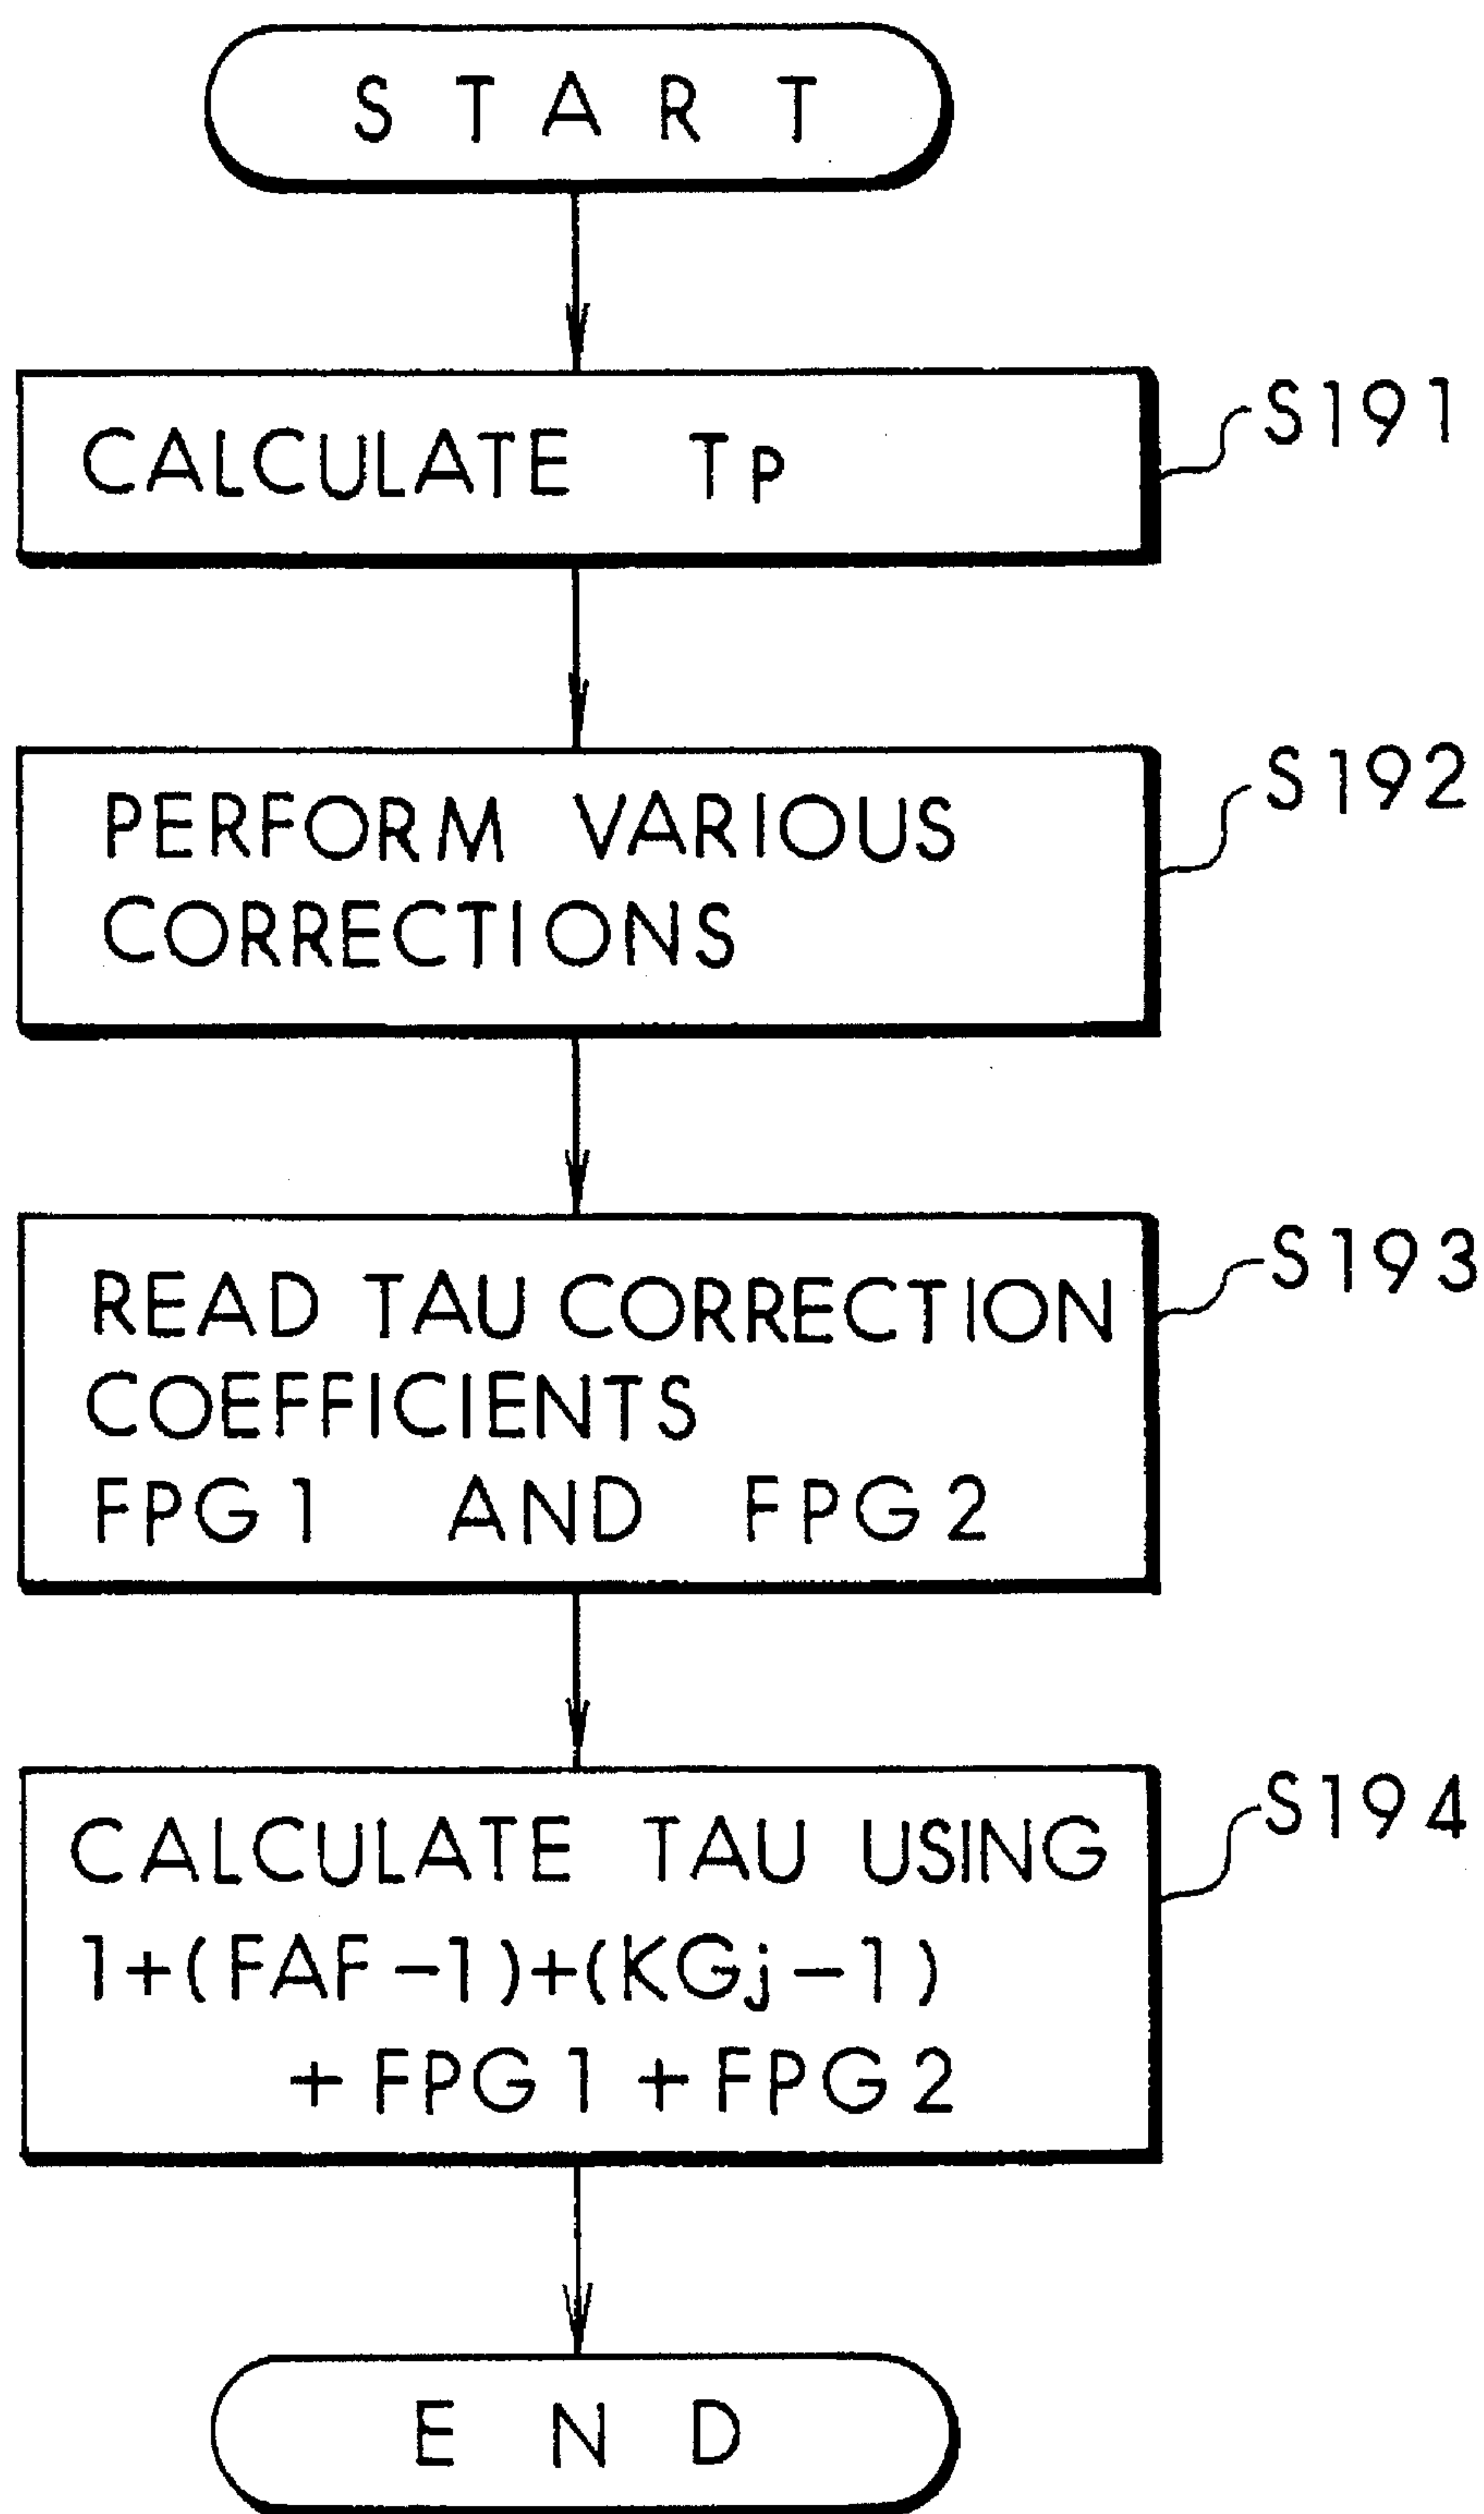 START
CALCULATE Tp
S191
PERFORM VARIOUS
CORRECTIONS
S192
READ TAU CORRECTION
COEFFICIENTS
FPG1 AND FPG2
S193
CALCULATE TAU USING
1+(FAF-1)+(KGj-1)
+FPG1+FPG2
S194
END